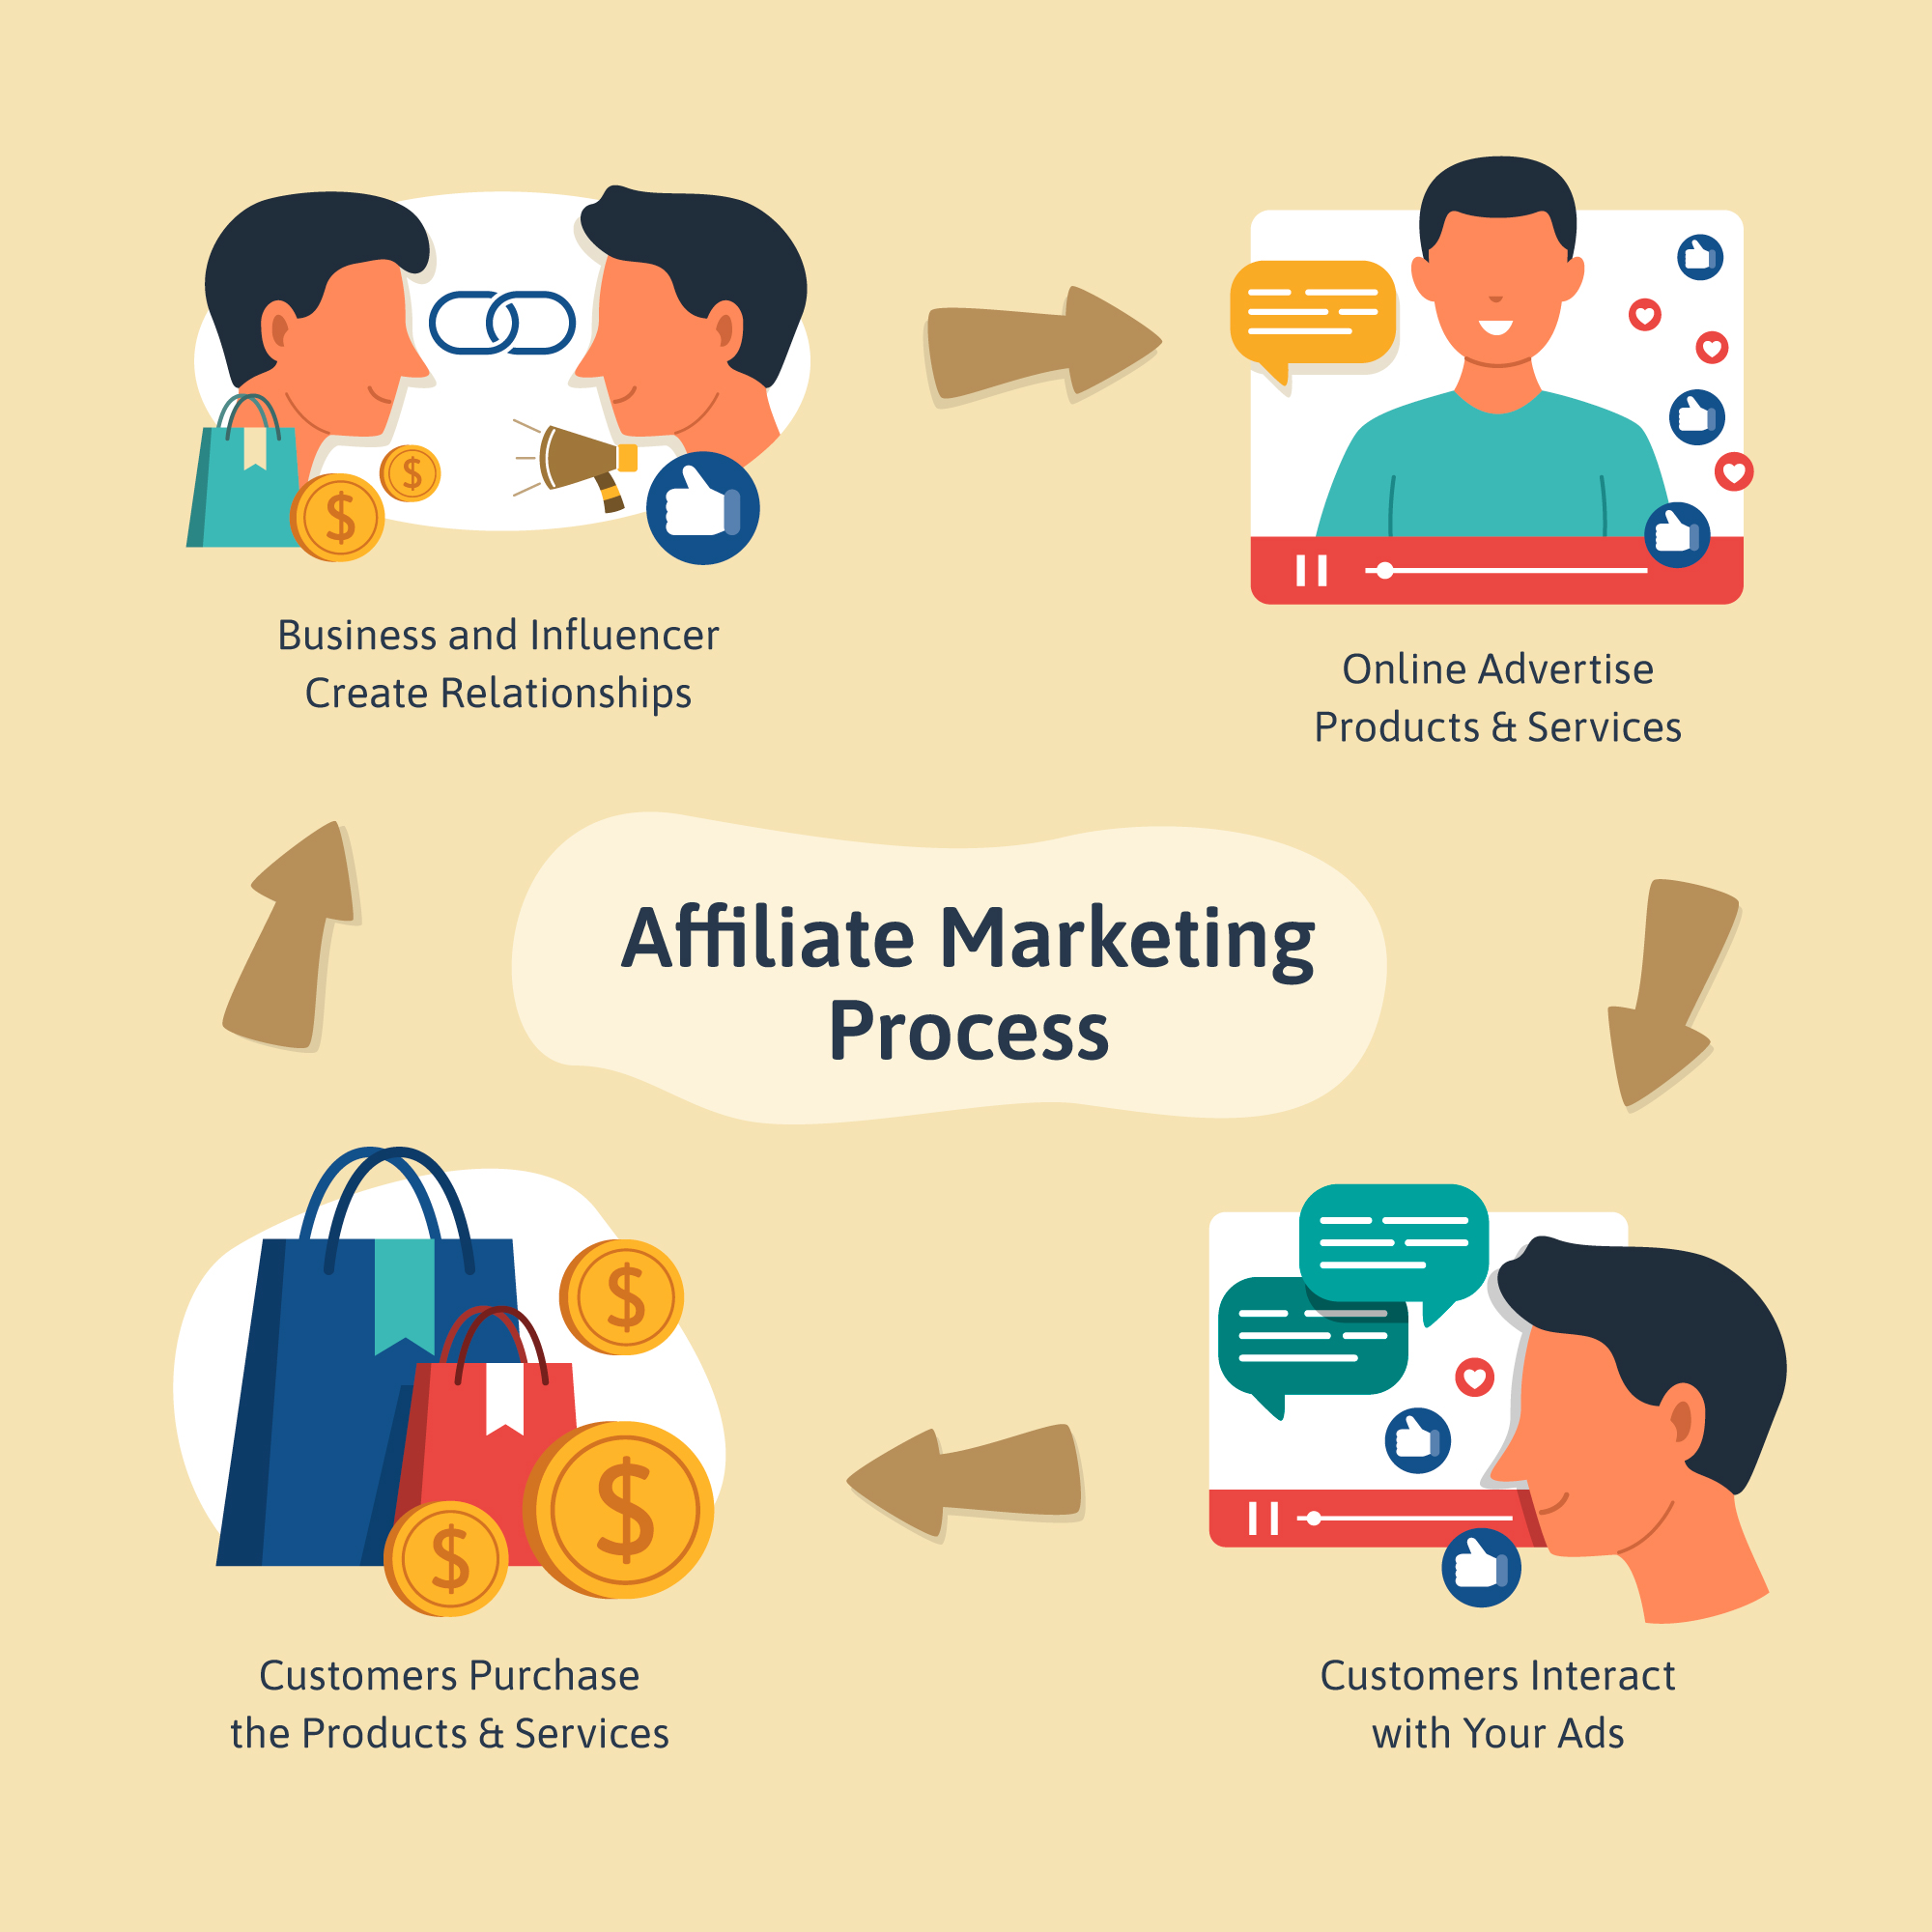 Business and Influencer
Create Relationships
Online Advertise
Products & Services
Affiliate Marketing
Process
Customers Purchase
the Products & Services
Customers Interact
with Your Ads